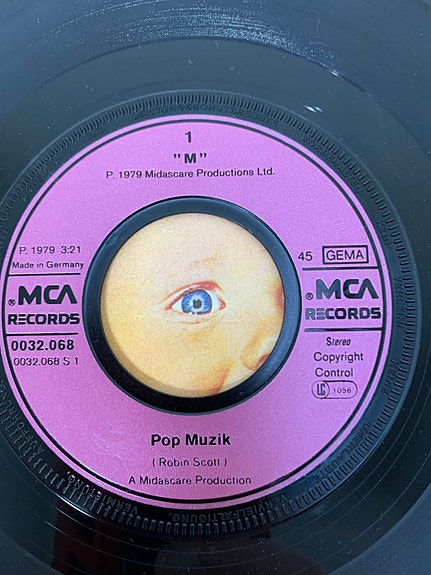 1
"M"
P. 1979 Midascare Productions Ltd.
P. 1979 3:21
Made in Germany
45 GEMA
® MCA
RECORDS
® MCA
RECORDS
0032.068
0032.068 S 1
Stereo
Copyright
Control
LC 1056
Pop Muzik
( Robin Scott )
A Midascare Production
VERVIELFÄLTIGUNG,